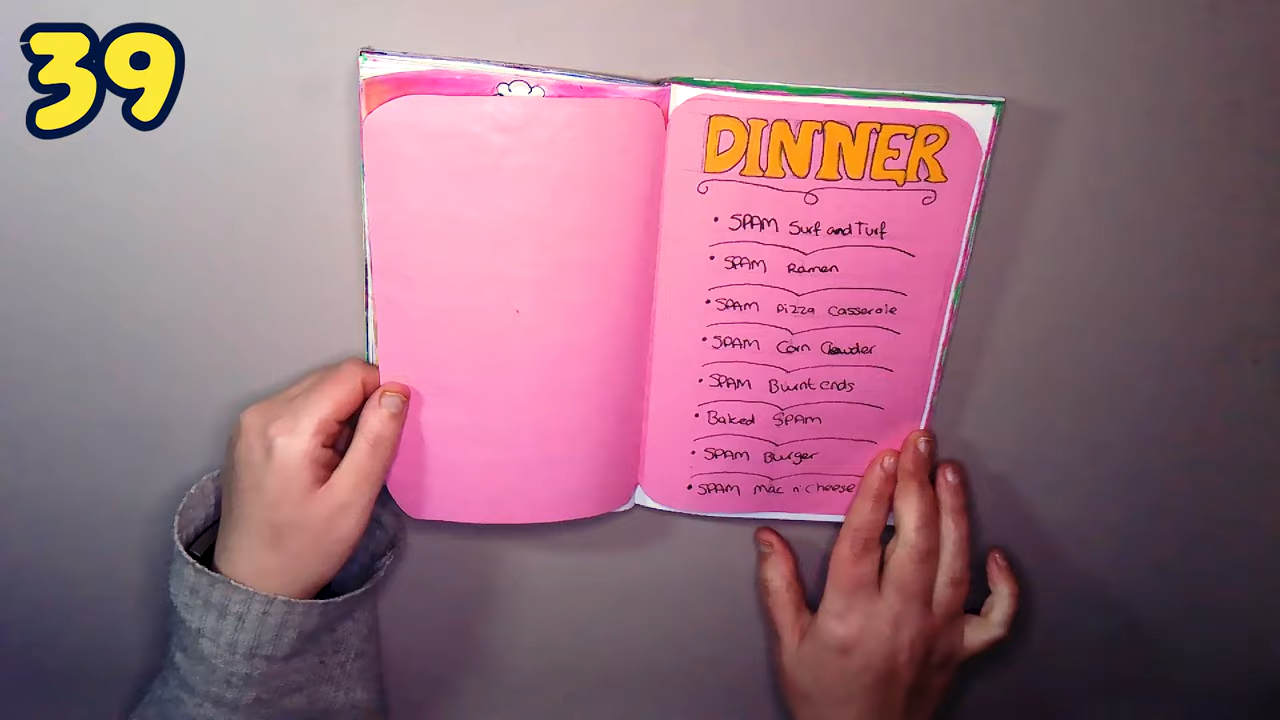 39
DINNER
• SPAM Surf and Turf
• SPAM Ramen
• SPAM Pizza Casserole
• SPAM Corn Cowder
• SPAM Burnt ends
• Baked SPAM
• SPAM Burger
• SPAM Mac n' Cheese